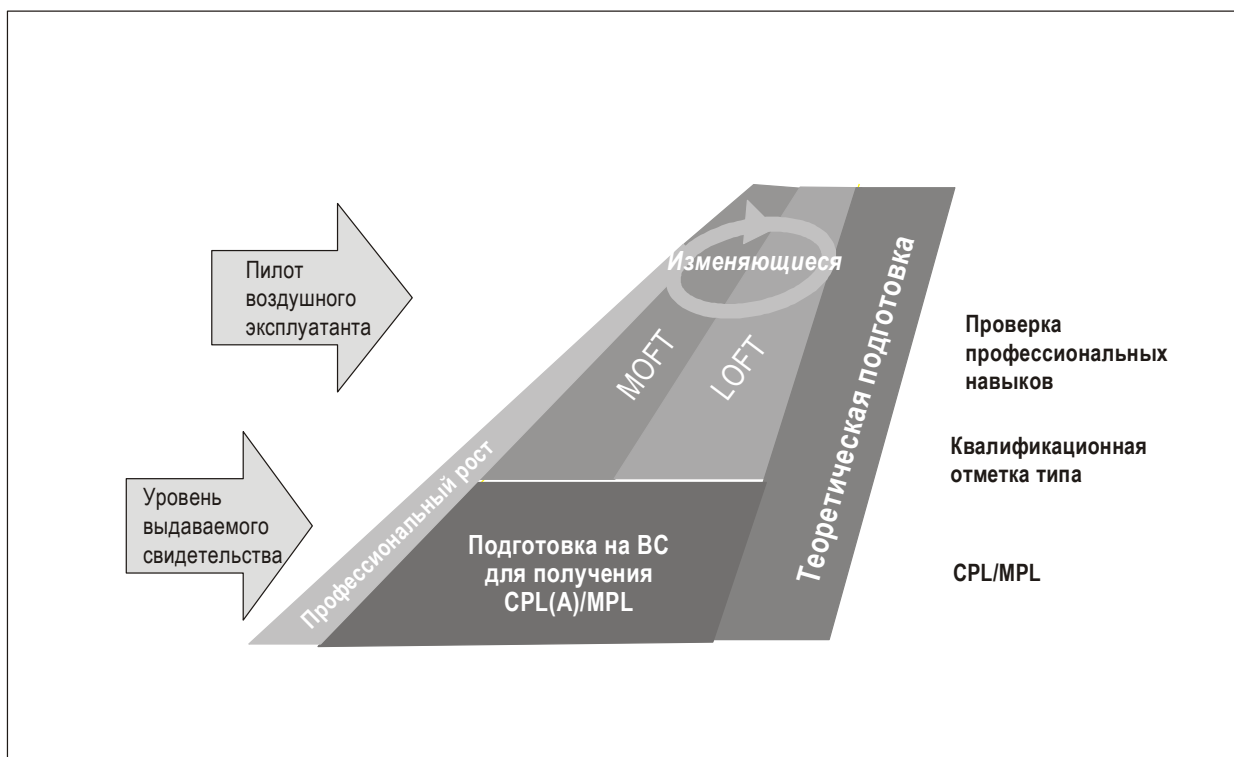 Пилот
воздушного
эксплуатанта
Уровень
выдаваемого
свидетельства
Профессиональный рост
Изменяющиеся
MOFT
LOFT
Подготовка на ВС
для получения
CPL(A)/MPL
Теоретическая подготовка
Проверка
профессиональных
навыков
Квалификационная
отметка типа
CPL/MPL